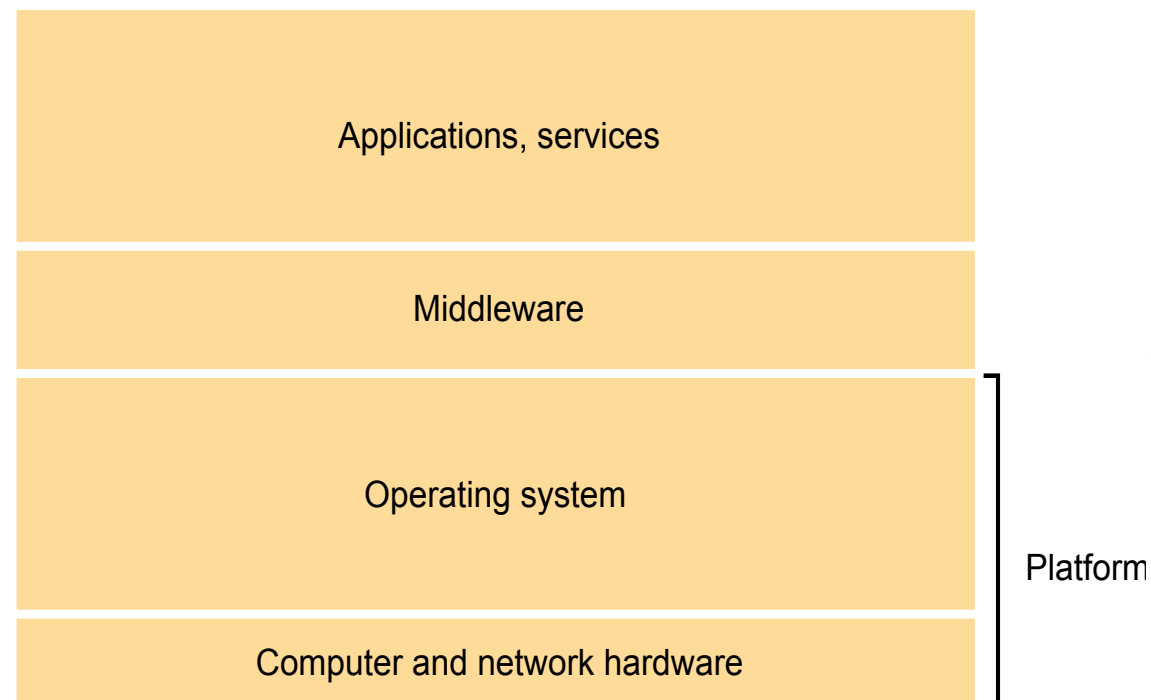 Applications, services
Middleware
Operating system
Platform
Computer and network hardware